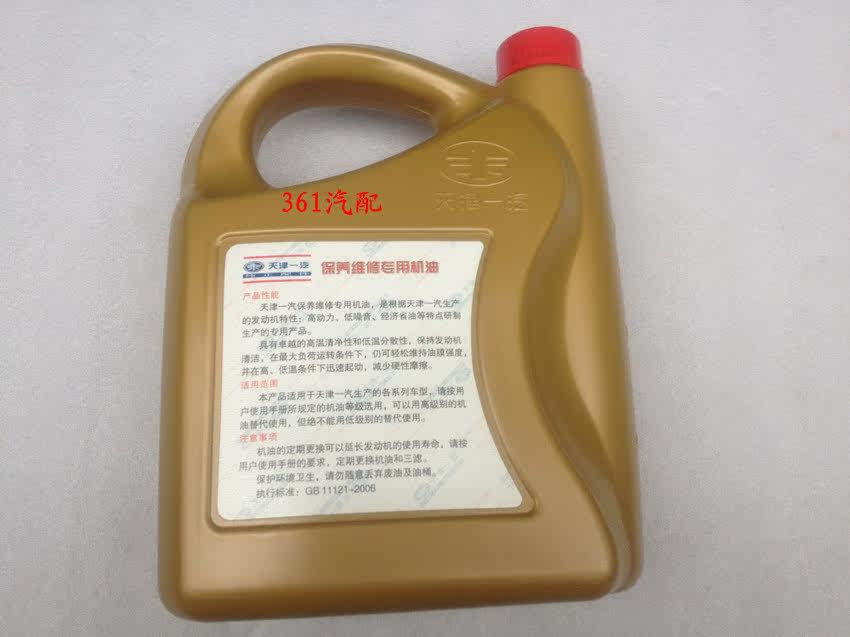 天津一汽
361汽配
天津一汽
纯正配件
保养维修专用机油
产品性能
天津一汽保养维修专用机油，是根据天津一汽生产
的发动机特性：高动力、低噪音、经济省油等特点研制
生产的专用产品。
具有卓越的高温清净性和低温分散性，保持发动机
清洁，在最大负荷运转条件下，仍可轻松维持油膜强度，
并在高、低温条件下迅速起动，减少硬性摩擦。
适用范围
本产品适用于天津一汽生产的各系列车型，请按用
户使用手册所规定的机油等级选用，可以用高级别的机
油替代使用，但绝不能用低级别的替代使用。
注意事项
机油的定期更换可以延长发动机的使用寿命，请按
用户使用手册的要求，定期更换机油和三滤。
保护环境卫生，请勿随意丢弃废油及油桶。
执行标准：GB 11121-2006